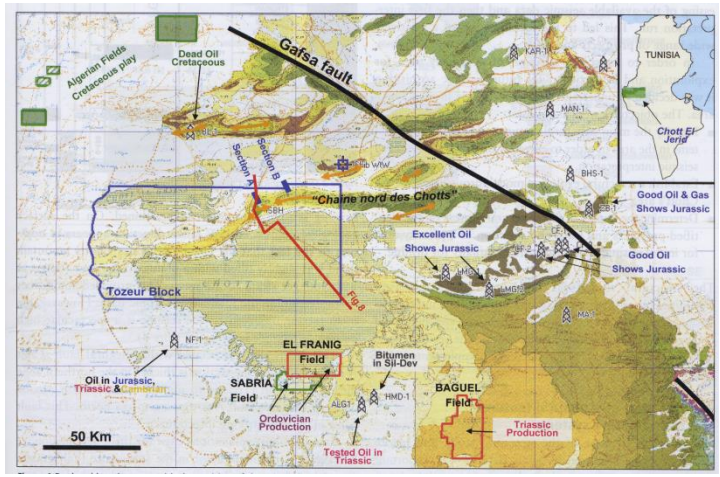 Algerian Fields
Cretaceous play
Dead Oil
Cretaceous
Gafsa fault
KAR-1
TUNISIA
Chott El
Jerid
MAN-1
Section A
Section B
BHS-1
SBH
"Chaine nord des Chotts"
Good Oil & Gas
Shows Jurassic
Excellent Oil
Shows Jurassic
Good Oil
Shows Jurassic
LMG-1
LMG-2
Tozeur Block
Fig.8
MA-1
NF-1
EL FRANIG
Field
Bitumen
in Sil-Dev
Oil in Jurassic,
Triassic & Cambrian
SABRIA
Field
HMD-1
ALG1
BAGUEL
Field
Ordovician
Production
Triassic
Production
Tested Oil in
Triassic
50 Km